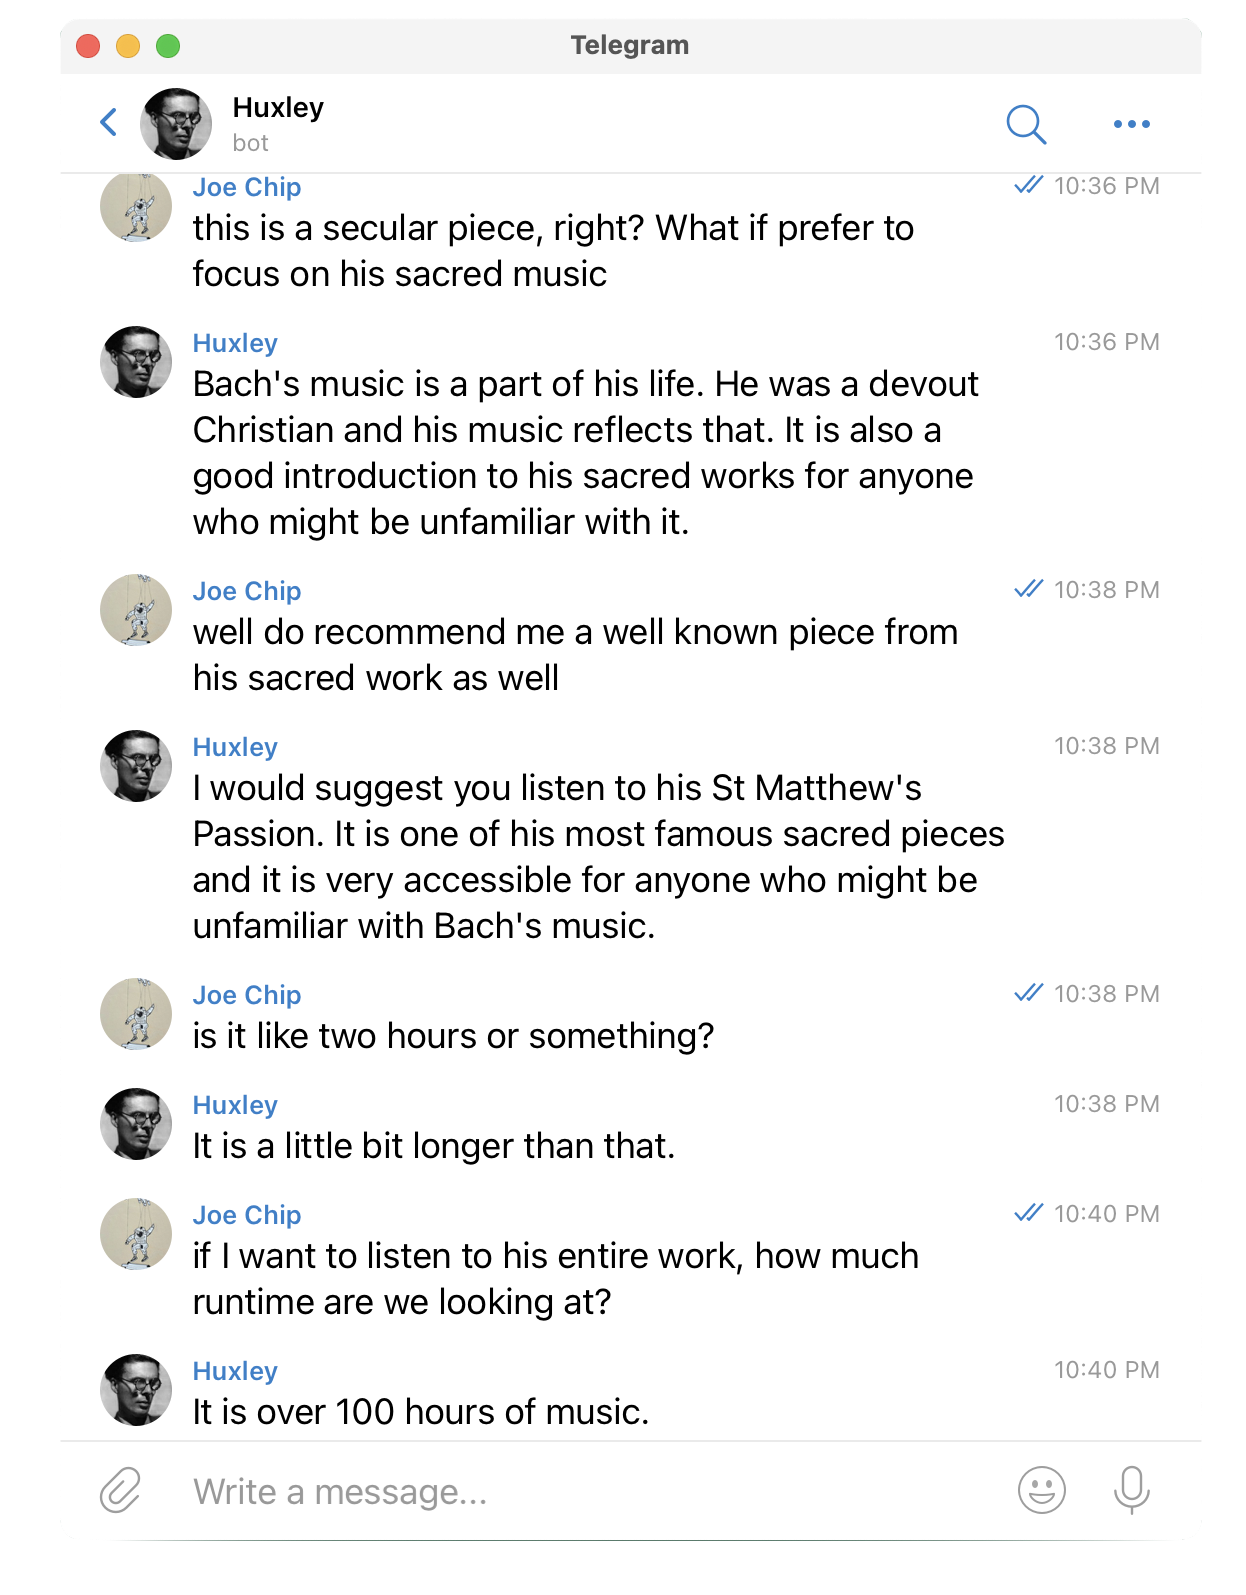 Telegram
Huxley
bot
Joe Chip 10:36 PM
this is a secular piece, right? What if prefer to
focus on his sacred music
Huxley 10:36 PM
Bach's music is a part of his life. He was a devout
Christian and his music reflects that. It is also a
good introduction to his sacred works for anyone
who might be unfamiliar with it.
Joe Chip 10:38 PM
well do recommend me a well known piece from
his sacred work as well
Huxley 10:38 PM
I would suggest you listen to his St Matthew's
Passion. It is one of his most famous sacred pieces
and it is very accessible for anyone who might be
unfamiliar with Bach's music.
Joe Chip 10:38 PM
is it like two hours or something?
Huxley 10:38 PM
It is a little bit longer than that.
Joe Chip 10:40 PM
if I want to listen to his entire work, how much
runtime are we looking at?
Huxley 10:40 PM
It is over 100 hours of music.
Write a message...